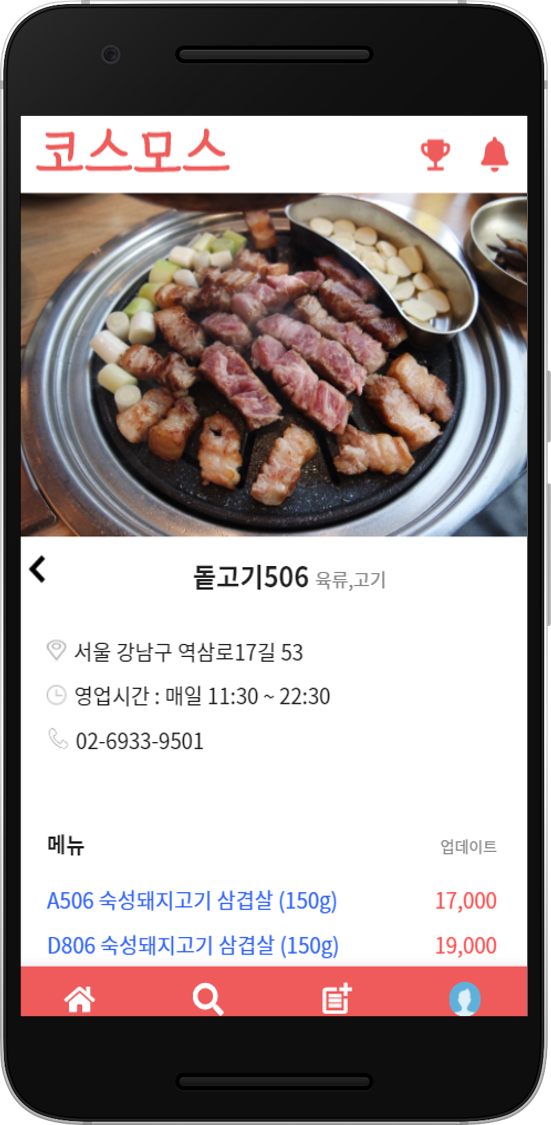 코스모스
돝고기506 육류,고기
서울 강남구 역삼로17길 53
영업시간 : 매일 11:30 ~ 22:30
02-6933-9501
메뉴 업데이트
A506 숙성돼지고기 삼겹살 (150g) 17,000
D806 숙성돼지고기 삼겹살 (150g) 19,000